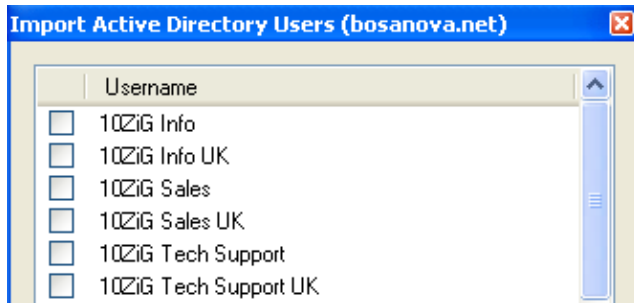 Import Active Directory Users (bosanova.net)
Username
10ZiG Info
10ZiG Info UK
10ZiG Sales
10ZiG Sales UK
10ZiG Tech Support
10ZiG Tech Support UK